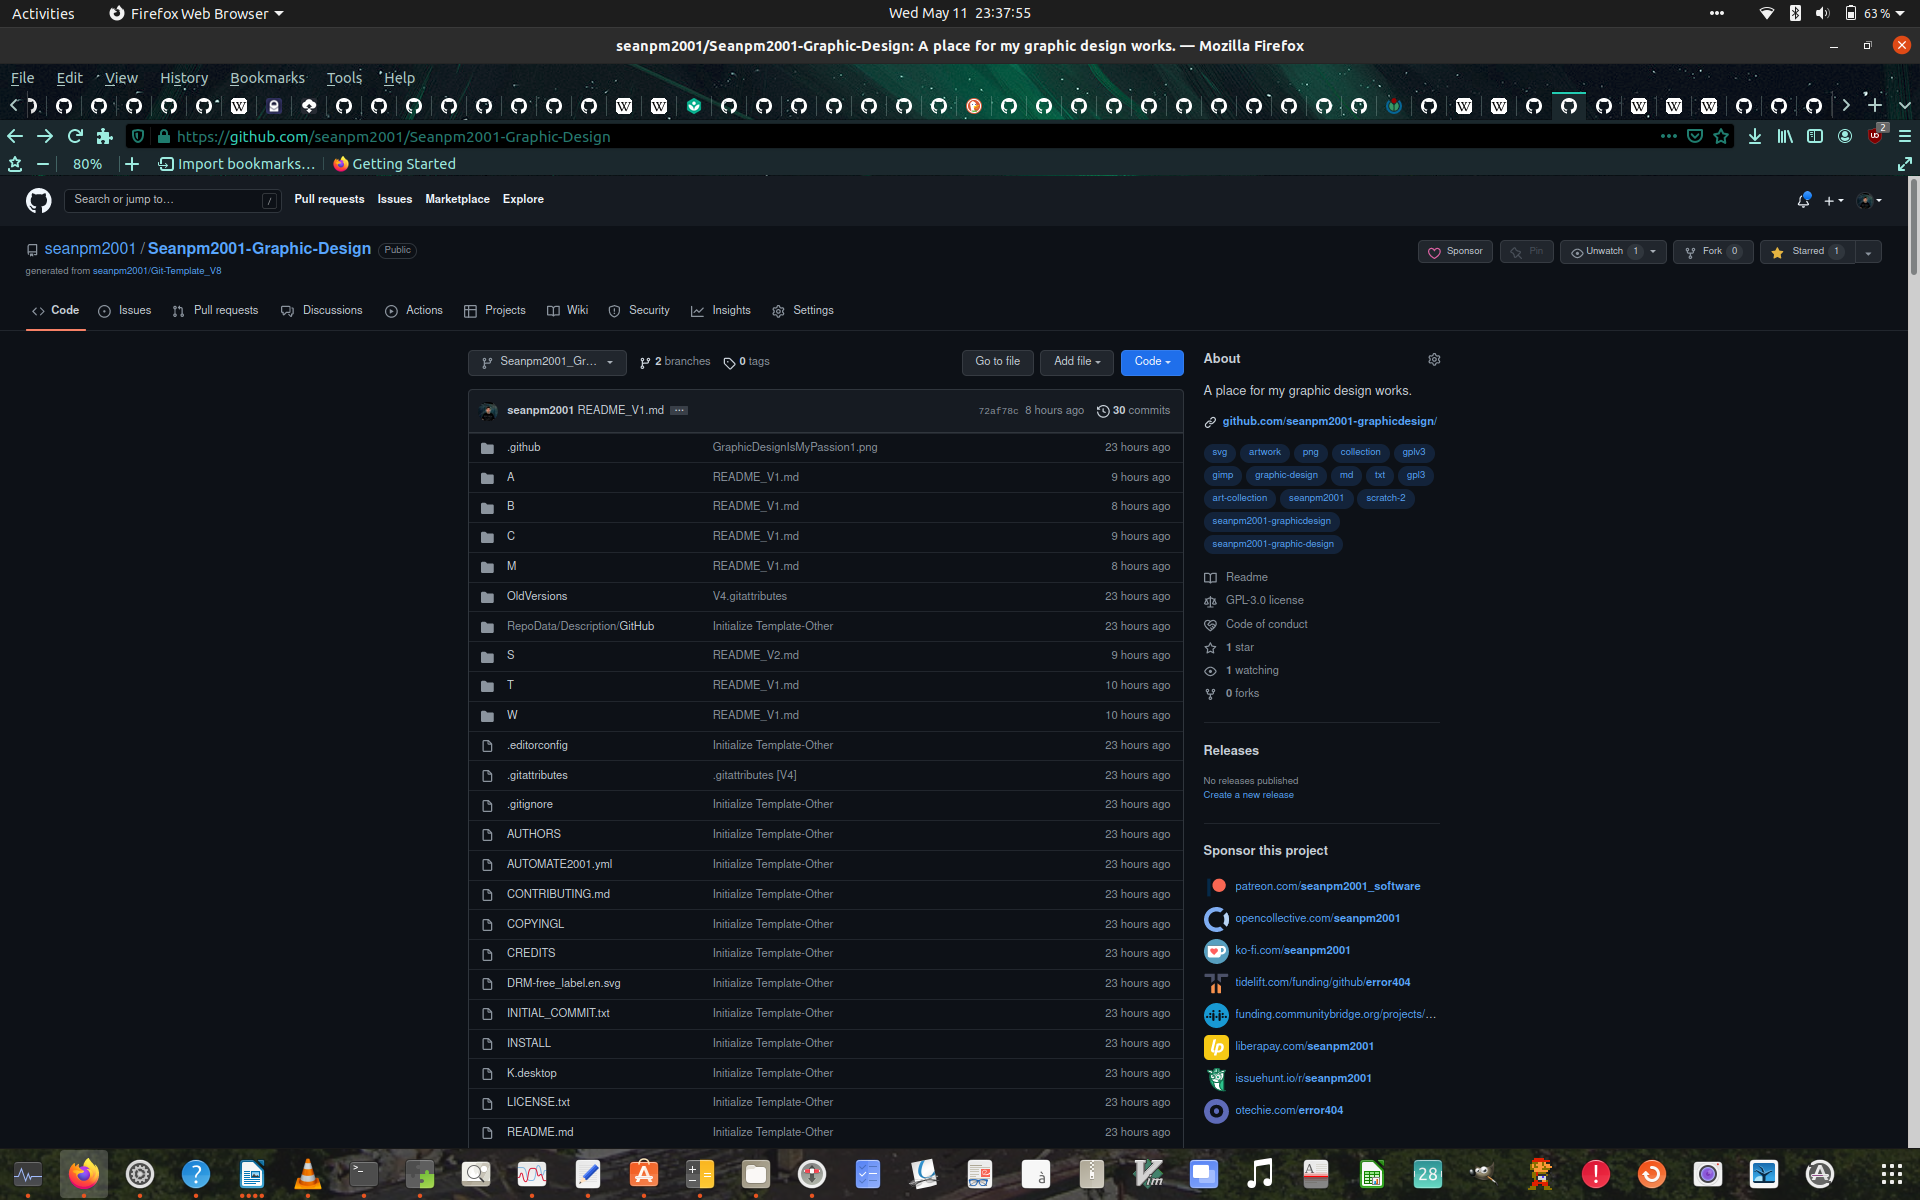 Activities Firefox Web Browser Wed May 11 23:37:55 63 %
seanpm2001/Seanpm2001-Graphic-Design: A place for my graphic design works. — Mozilla Firefox
File Edit View History Bookmarks Tools Help
https://github.com/seanpm2001/Seanpm2001-Graphic-Design 2
80% Import bookmarks... Getting Started
Search or jump to... / Pull requests Issues Marketplace Explore
seanpm2001 / Seanpm2001-Graphic-Design Public Sponsor Pin Unwatch 1 Fork 0 Starred 1
generated from seanpm2001/Git-Template_V8
Code Issues Pull requests Discussions Actions Projects Wiki Security Insights Settings
Seanpm2001_Gr... 2 branches 0 tags Go to file Add file Code
seanpm2001 README_V1.md 72af78c 8 hours ago 30 commits
.github GraphicDesignIsMyPassion1.png 23 hours ago
A README_V1.md 9 hours ago
B README_V1.md 8 hours ago
C README_V1.md 9 hours ago
M README_V1.md 8 hours ago
OldVersions V4.gitattributes 23 hours ago
RepoData/Description/GitHub Initialize Template-Other 23 hours ago
S README_V2.md 9 hours ago
T README_V1.md 10 hours ago
W README_V1.md 10 hours ago
.editorconfig Initialize Template-Other 23 hours ago
.gitattributes .gitattributes [V4] 23 hours ago
.gitignore Initialize Template-Other 23 hours ago
AUTHORS Initialize Template-Other 23 hours ago
AUTOMATE2001.yml Initialize Template-Other 23 hours ago
CONTRIBUTING.md Initialize Template-Other 23 hours ago
COPYINGL Initialize Template-Other 23 hours ago
CREDITS Initialize Template-Other 23 hours ago
DRM-free_label.en.svg Initialize Template-Other 23 hours ago
INITIAL_COMMIT.txt Initialize Template-Other 23 hours ago
INSTALL Initialize Template-Other 23 hours ago
K.desktop Initialize Template-Other 23 hours ago
LICENSE.txt Initialize Template-Other 23 hours ago
README.md Initialize Template-Other 23 hours ago
About
A place for my graphic design works.
github.com/seanpm2001-graphicdesign/
svg artwork png collection gplv3
gimp graphic-design md txt gpl3
art-collection seanpm2001 scratch-2
seanpm2001-graphicdesign
seanpm2001-graphic-design
Readme
GPL-3.0 license
Code of conduct
1 star
1 watching
0 forks
Releases
No releases published
Create a new release
Sponsor this project
patreon.com/seanpm2001_software
opencollective.com/seanpm2001
ko-fi.com/seanpm2001
tidelift.com/funding/github/error404
funding.communitybridge.org/projects/...
liberapay.com/seanpm2001
issuehunt.io/r/seanpm2001
otechie.com/error404
28